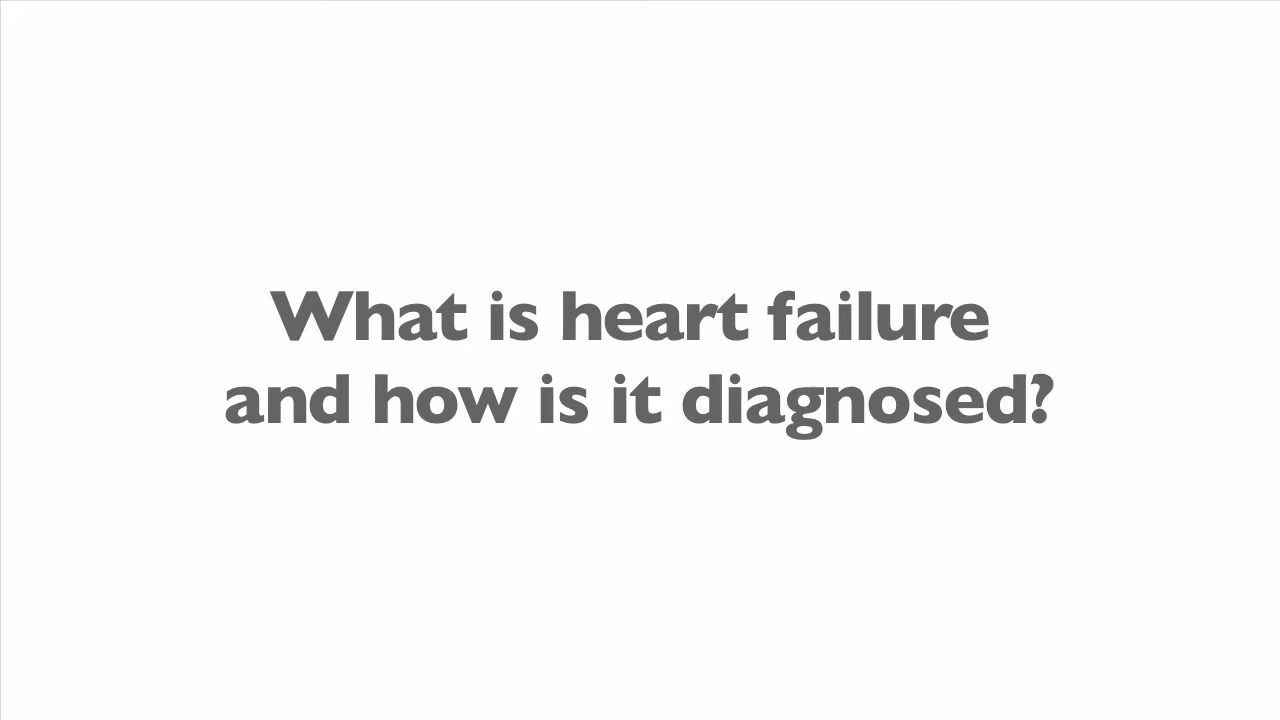 What is heart failure
and how is it diagnosed?